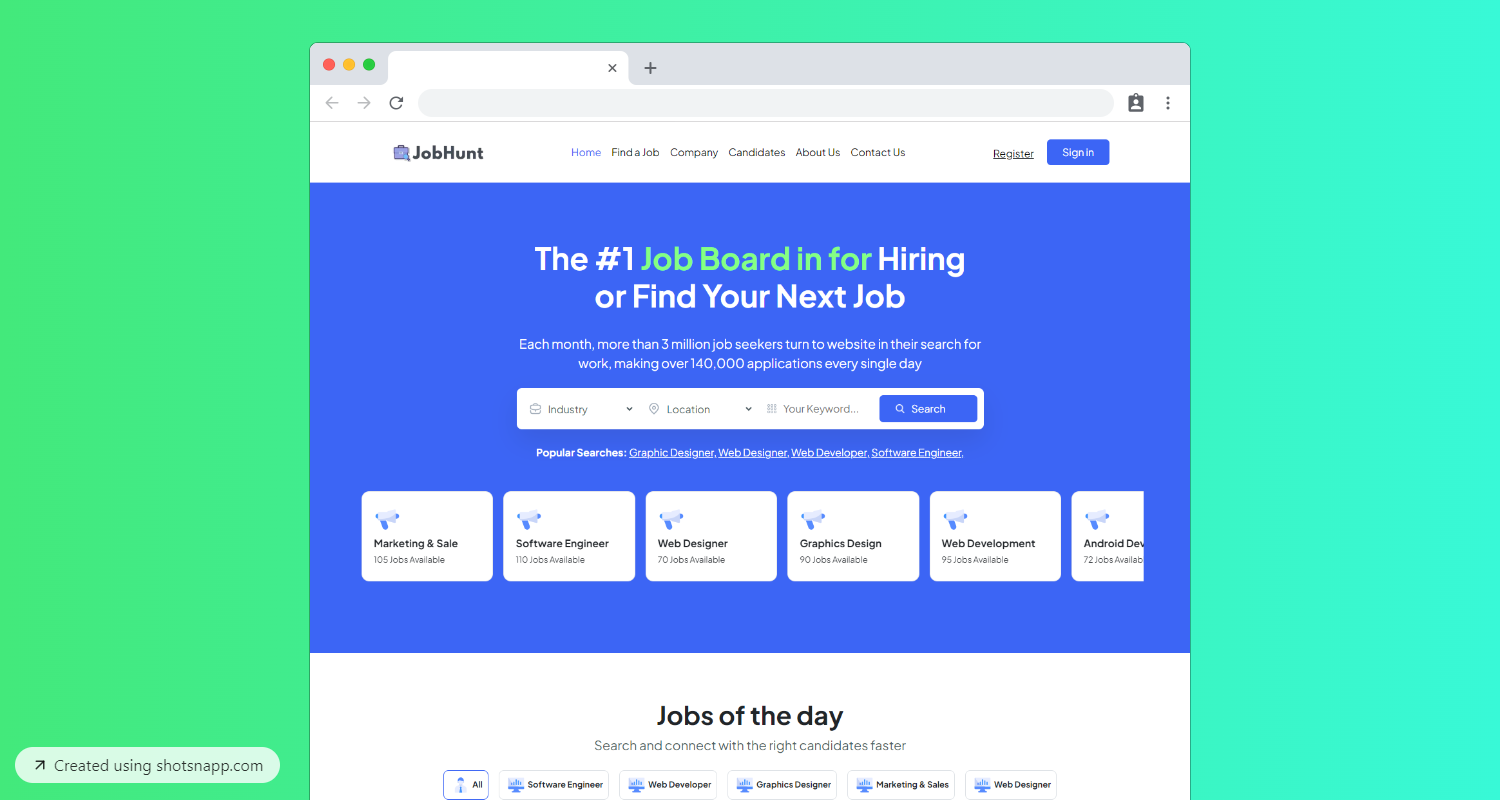 JobHunt
Home Find a Job Company Candidates About Us Contact Us
Register Sign in
The #1 Job Board in for Hiring
or Find Your Next Job
Each month, more than 3 million job seekers turn to website in their search for
work, making over 140,000 applications every single day
Industry Location Your Keyword... Search
Popular Searches: Graphic Designer, Web Designer, Web Developer, Software Engineer,
Marketing & Sale
105 Jobs Available
Software Engineer
110 Jobs Available
Web Designer
70 Jobs Available
Graphics Design
90 Jobs Available
Web Development
95 Jobs Available
Android Dev
72 Jobs Availab
Jobs of the day
Search and connect with the right candidates faster
All Software Engineer Web Developer Graphics Designer Marketing & Sales Web Designer
Created using shotsnapp.com